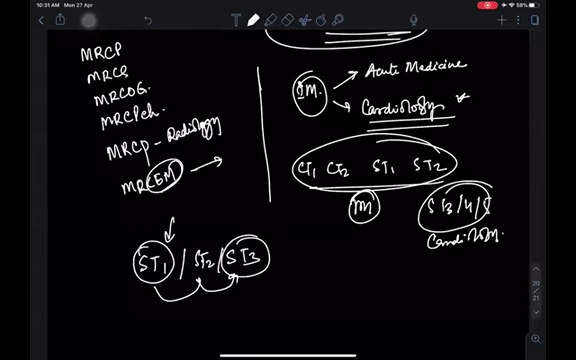 10:31 AM Mon 27 Apr
58%
MRCP
MRCS
MRCOG.
MRCPch.
MRCP - Radiology
MRCEM
ST1 / ST2 / ST3
IM.
Acute Medicine
Cardiology
CT1 CT2 ST1 ST2
IM
ST3/4/5
Cardiology.
20
21